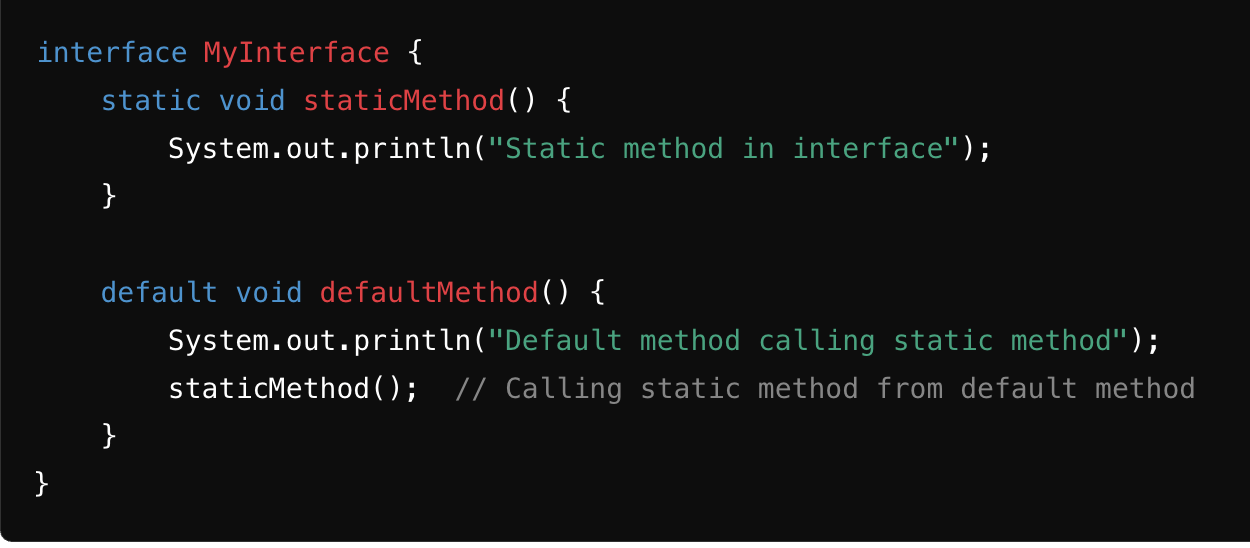 interface MyInterface {
    static void staticMethod() {
        System.out.println("Static method in interface");
    }

    default void defaultMethod() {
        System.out.println("Default method calling static method");
        staticMethod();  // Calling static method from default method
    }
}